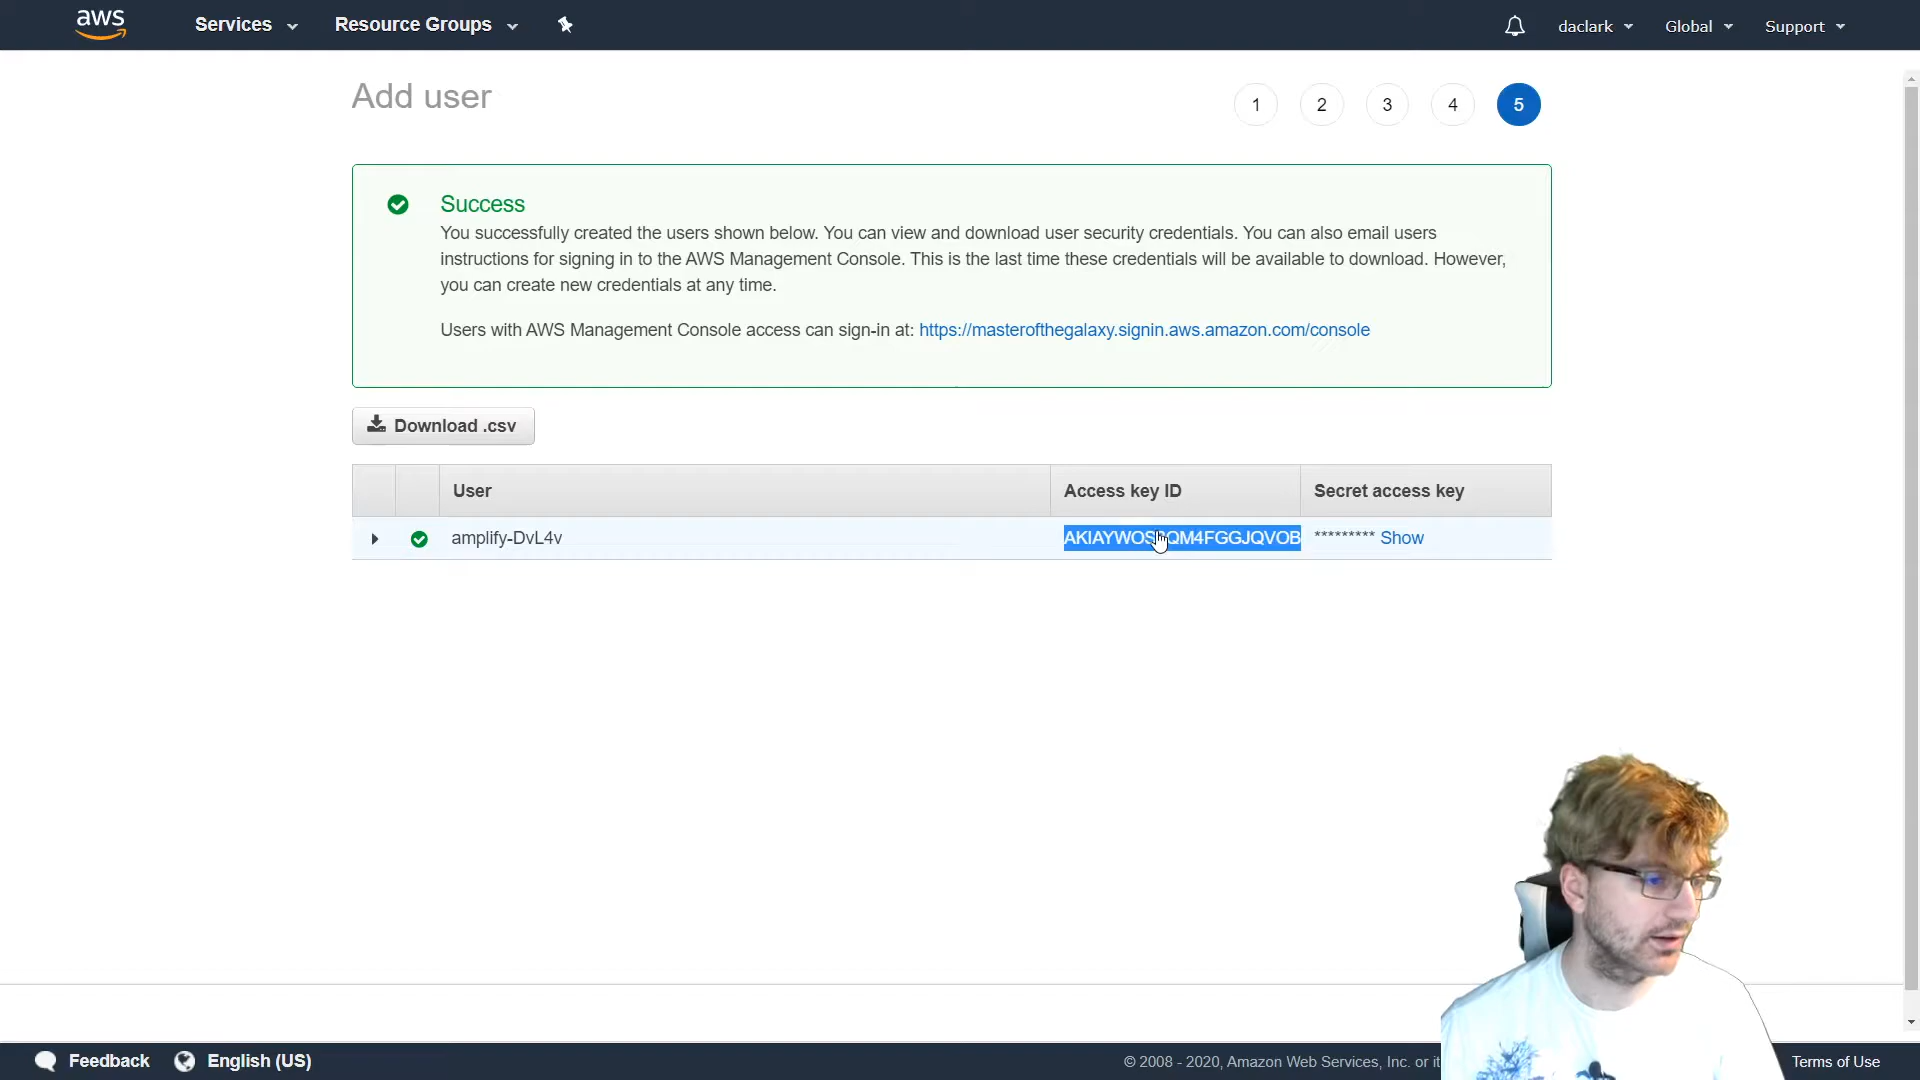 aws Services Resource Groups daclark Global Support
Add user
1 2 3 4 5
Success
You successfully created the users shown below. You can view and download user security credentials. You can also email users
instructions for signing in to the AWS Management Console. This is the last time these credentials will be available to download. However,
you can create new credentials at any time.
Users with AWS Management Console access can sign-in at: https://masterofthegalaxy.signin.aws.amazon.com/console
Download .csv
User Access key ID Secret access key
amplify-DvL4v ********* Show
Feedback English (US) © 2008 - 2020, Amazon Web Services, Inc. or it Terms of Use